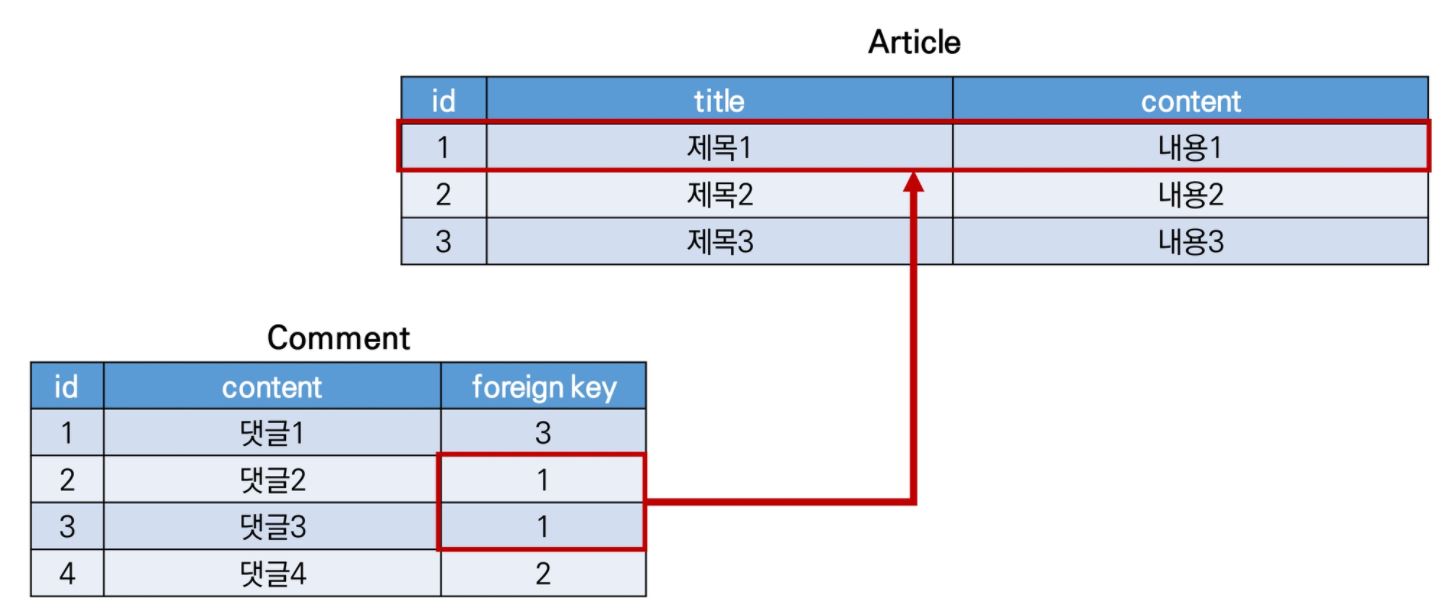 Article
id title content
1 제목1 내용1
2 제목2 내용2
3 제목3 내용3
Comment
id content foreign key
1 댓글1 3
2 댓글2 1
3 댓글3 1
4 댓글4 2